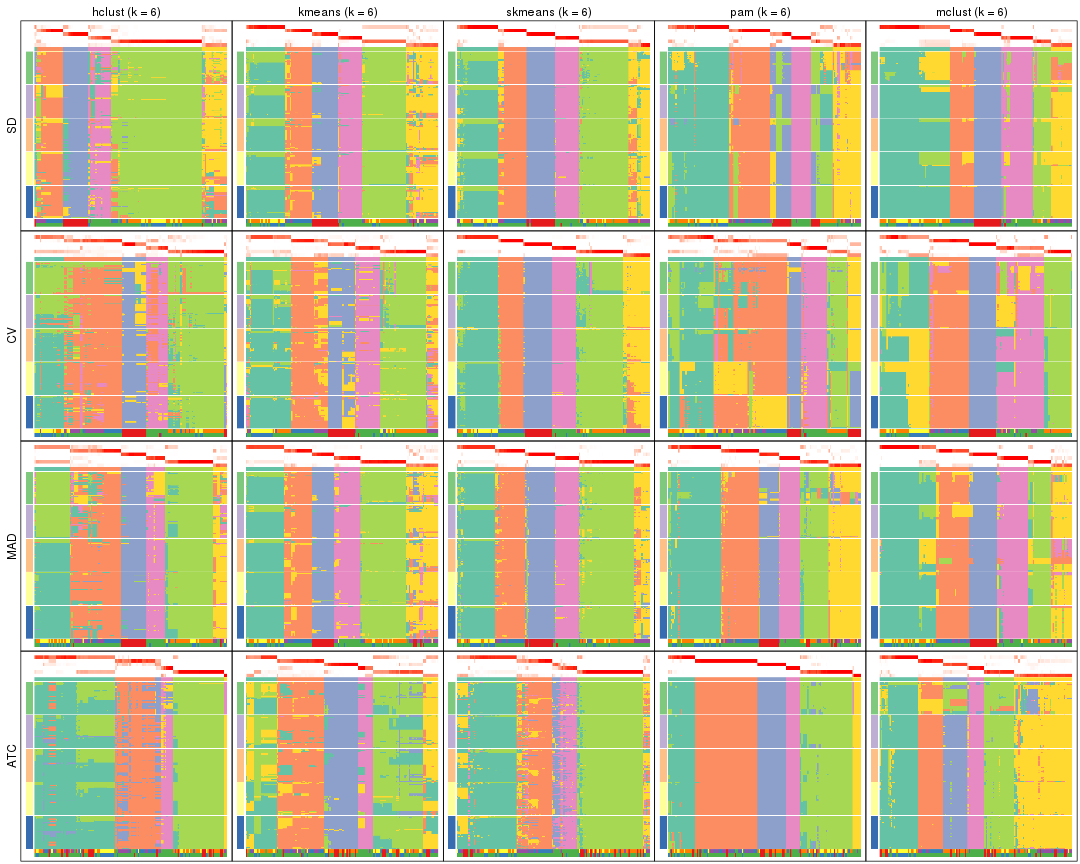 hclust (k = 6)
kmeans (k = 6)
skmeans (k = 6)
pam (k = 6)
mclust (k = 6)
SD
CV
MAD
ATC